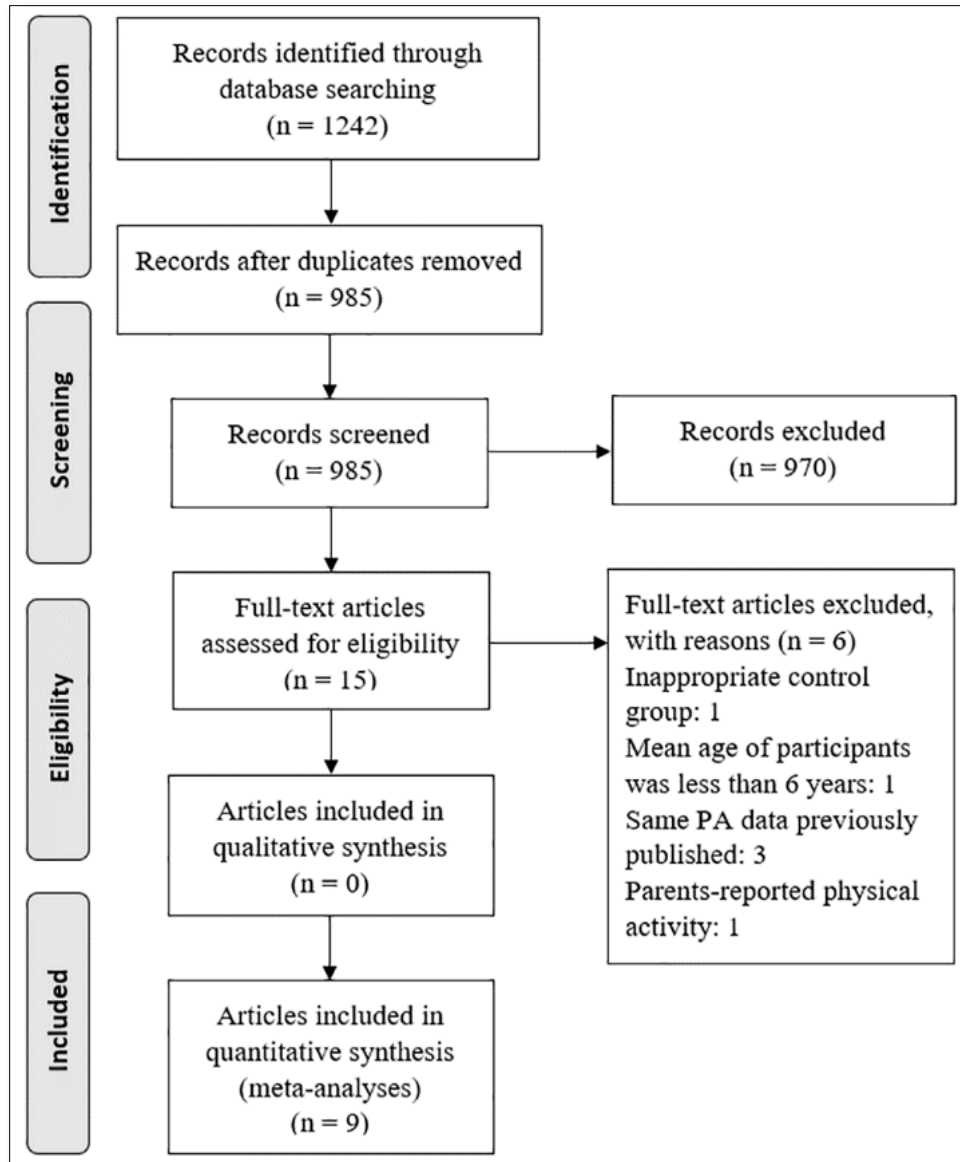 Identification
Records identified through
database searching
(n = 1242)
Records after duplicates removed
(n = 985)
Screening
Records screened
(n = 985)
Records excluded
(n = 970)
Eligibility
Full-text articles
assessed for eligibility
(n = 15)
Full-text articles excluded,
with reasons (n = 6)
Inappropriate control
group: 1
Mean age of participants
was less than 6 years: 1
Same PA data previously
published: 3
Parents-reported physical
activity: 1
Articles included in
qualitative synthesis
(n = 0)
Included
Articles included in
quantitative synthesis
(meta-analyses)
(n = 9)